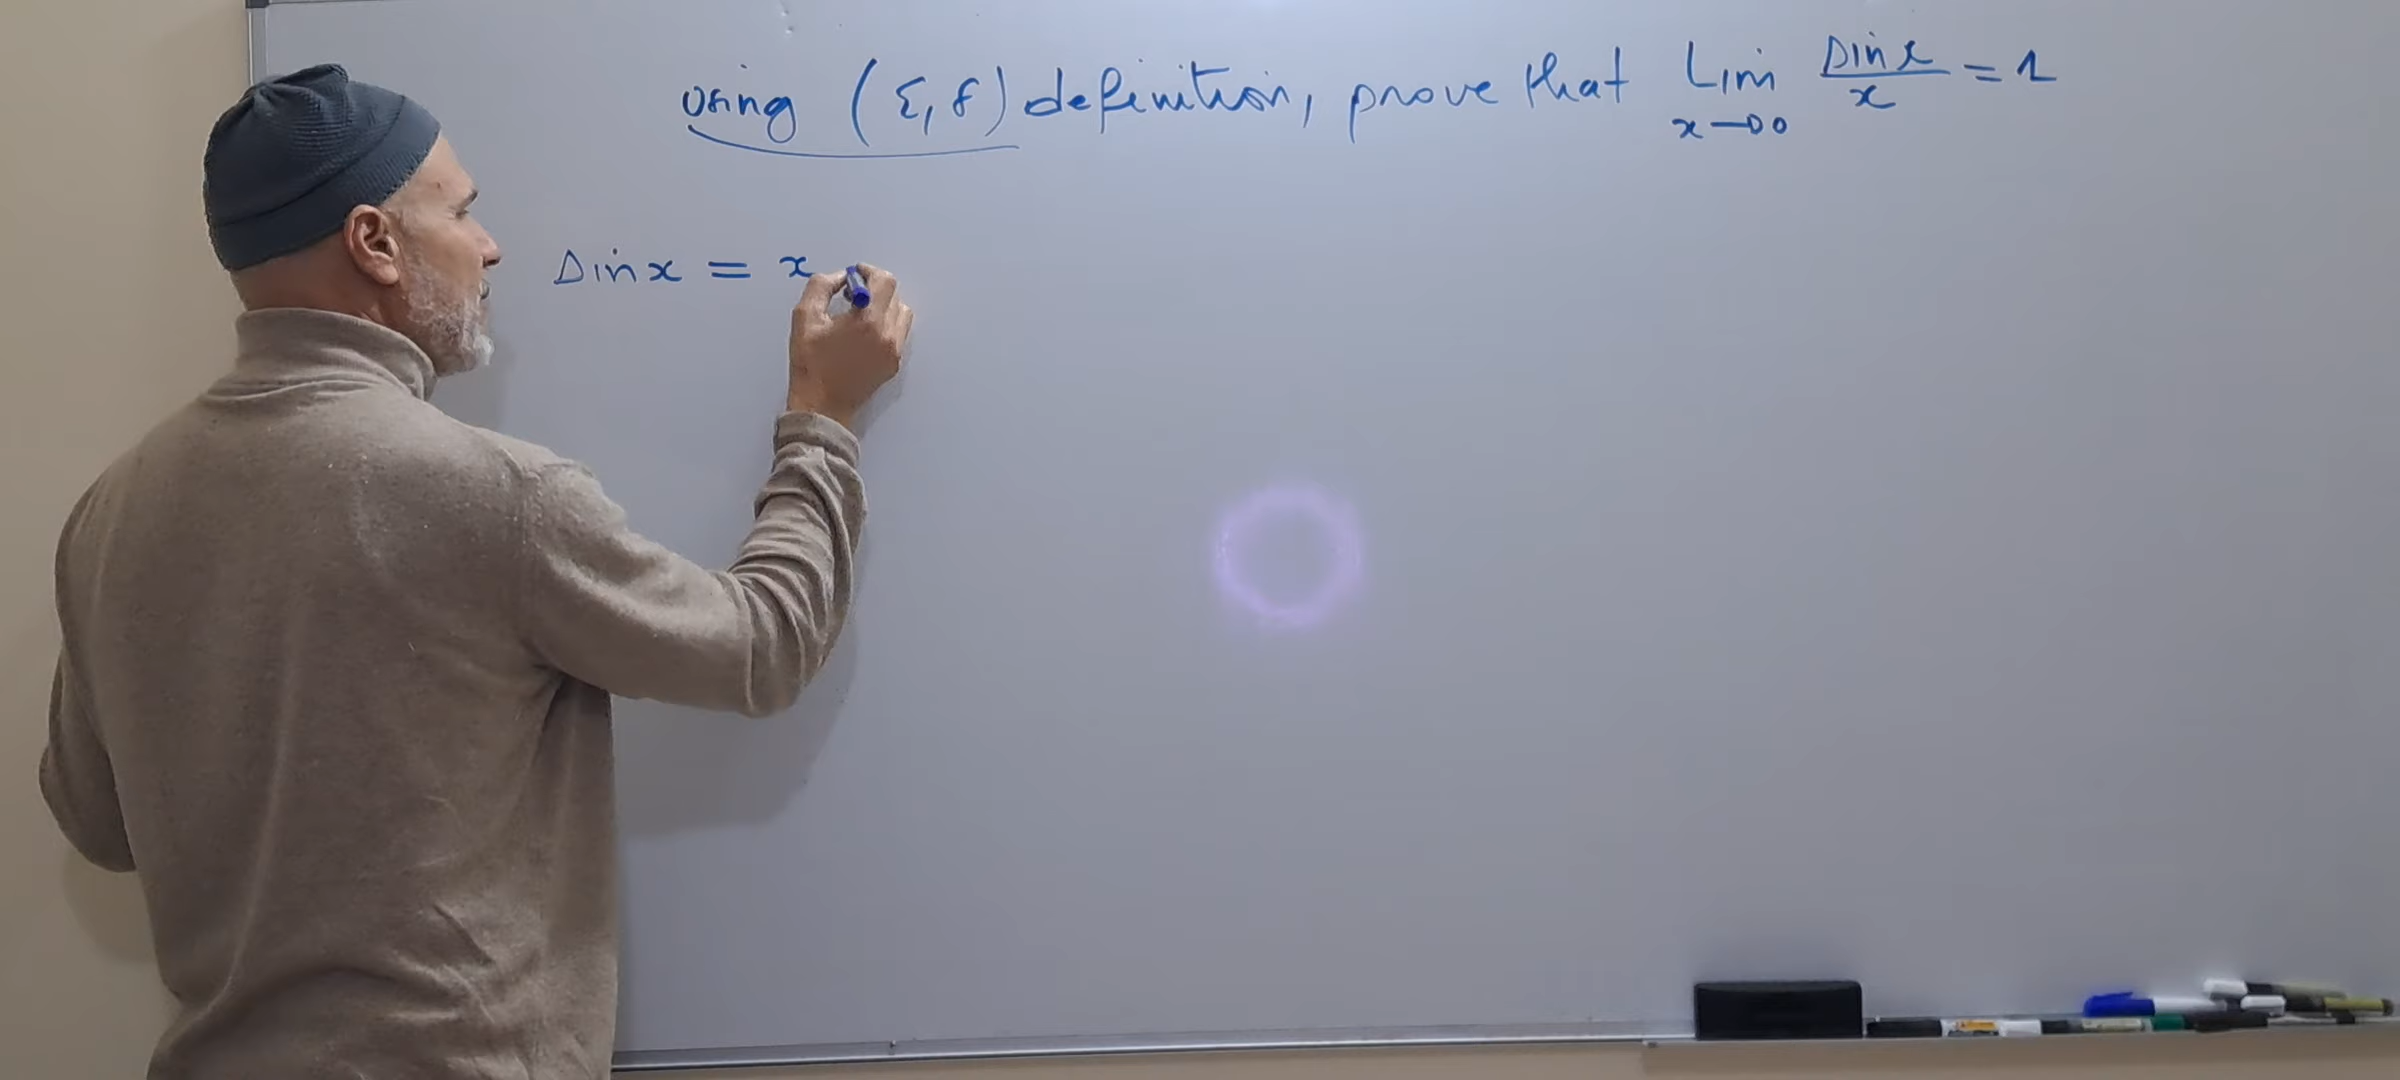 using (ε, δ) definition, prove that Lim x→0 sin x / x = 1
sin x = x